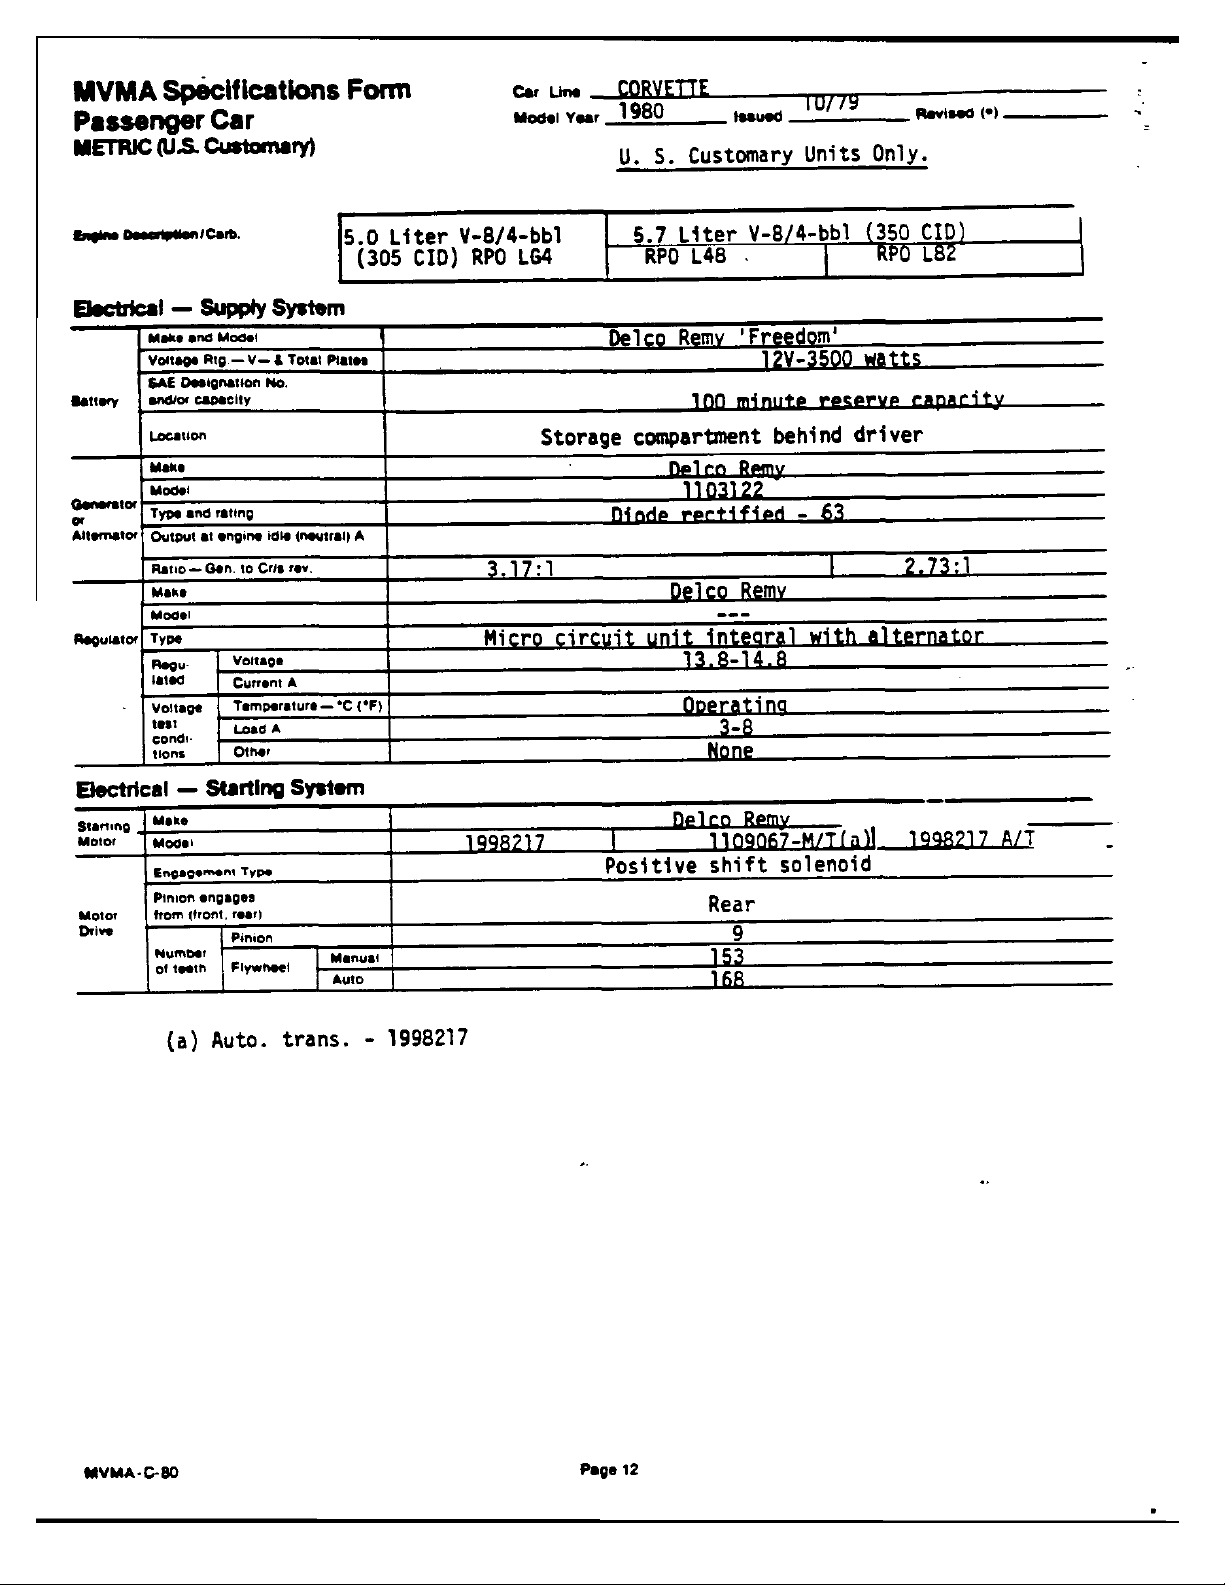 MVMA Specifications Form
Passenger Car
METRIC (U.S. Customary)
Car Line CORVETTE
Model Year 1980 Issued 10/79 Revised (•)
U. S. Customary Units Only.
Engine Description/Carb.
5.0 Liter V-8/4-bbl 5.7 Liter V-8/4-bbl (350 CID)
(305 CID) RPO LG4 RPO L48 RPO L82
Electrical — Supply System
Battery
Make and Model Delco Remy 'Freedom'
Voltage Rtg.—V— & Total Plates 12V-3500 watts
SAE Designation No.
and/or capacity 100 minute reserve capacity
Location Storage compartment behind driver
Generator
or
Alternator
Make Delco Remy
Model 1103122
Type and rating Diode rectified - 63
Output at engine idle (neutral) A
Ratio — Gen. to Cr/s rev. 3.17:1 2.73:1
Regulator
Make Delco Remy
Model ---
Type Micro circuit unit integral with alternator
Regu-
lated
Voltage 13.8-14.8
Current A
Voltage
test
condi-
tions
Temperature — °C (°F) Operating
Load A 3-8
Other None
Electrical — Starting System
Starting
Motor
Make Delco Remy
Model 1998217 1109067-M/T(a) 1998217 A/T
Motor
Drive
Engagement Type Positive shift solenoid
Pinion engages
from (front, rear) Rear
Number
of teeth
Pinion 9
Flywheel
Manual 153
Auto 168
(a) Auto. trans. - 1998217
MVMA-C-80
Page 12